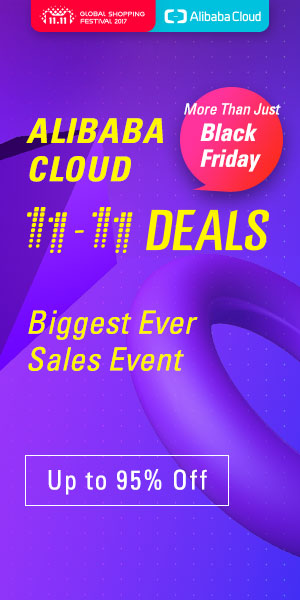 11.11 GLOBAL SHOPPING
FESTIVAL 2017
Alibaba Cloud
More Than Just
Black
Friday
ALIBABA
CLOUD
11-11 DEALS
Biggest Ever
Sales Event
Up to 95% Off